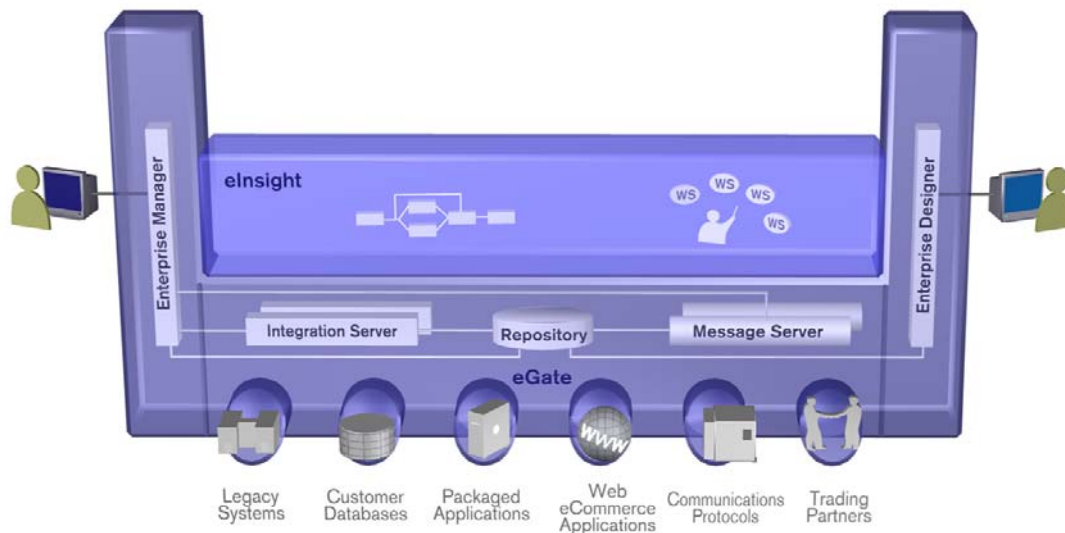 eInsight
WS
WS
WS
WS
Enterprise Manager
Enterprise Designer
Integration Server
Repository
Message Server
eGate
www
Legacy
Systems
Customer
Databases
Packaged
Applications
Web
eCommerce
Applications
Communications
Protocols
Trading
Partners